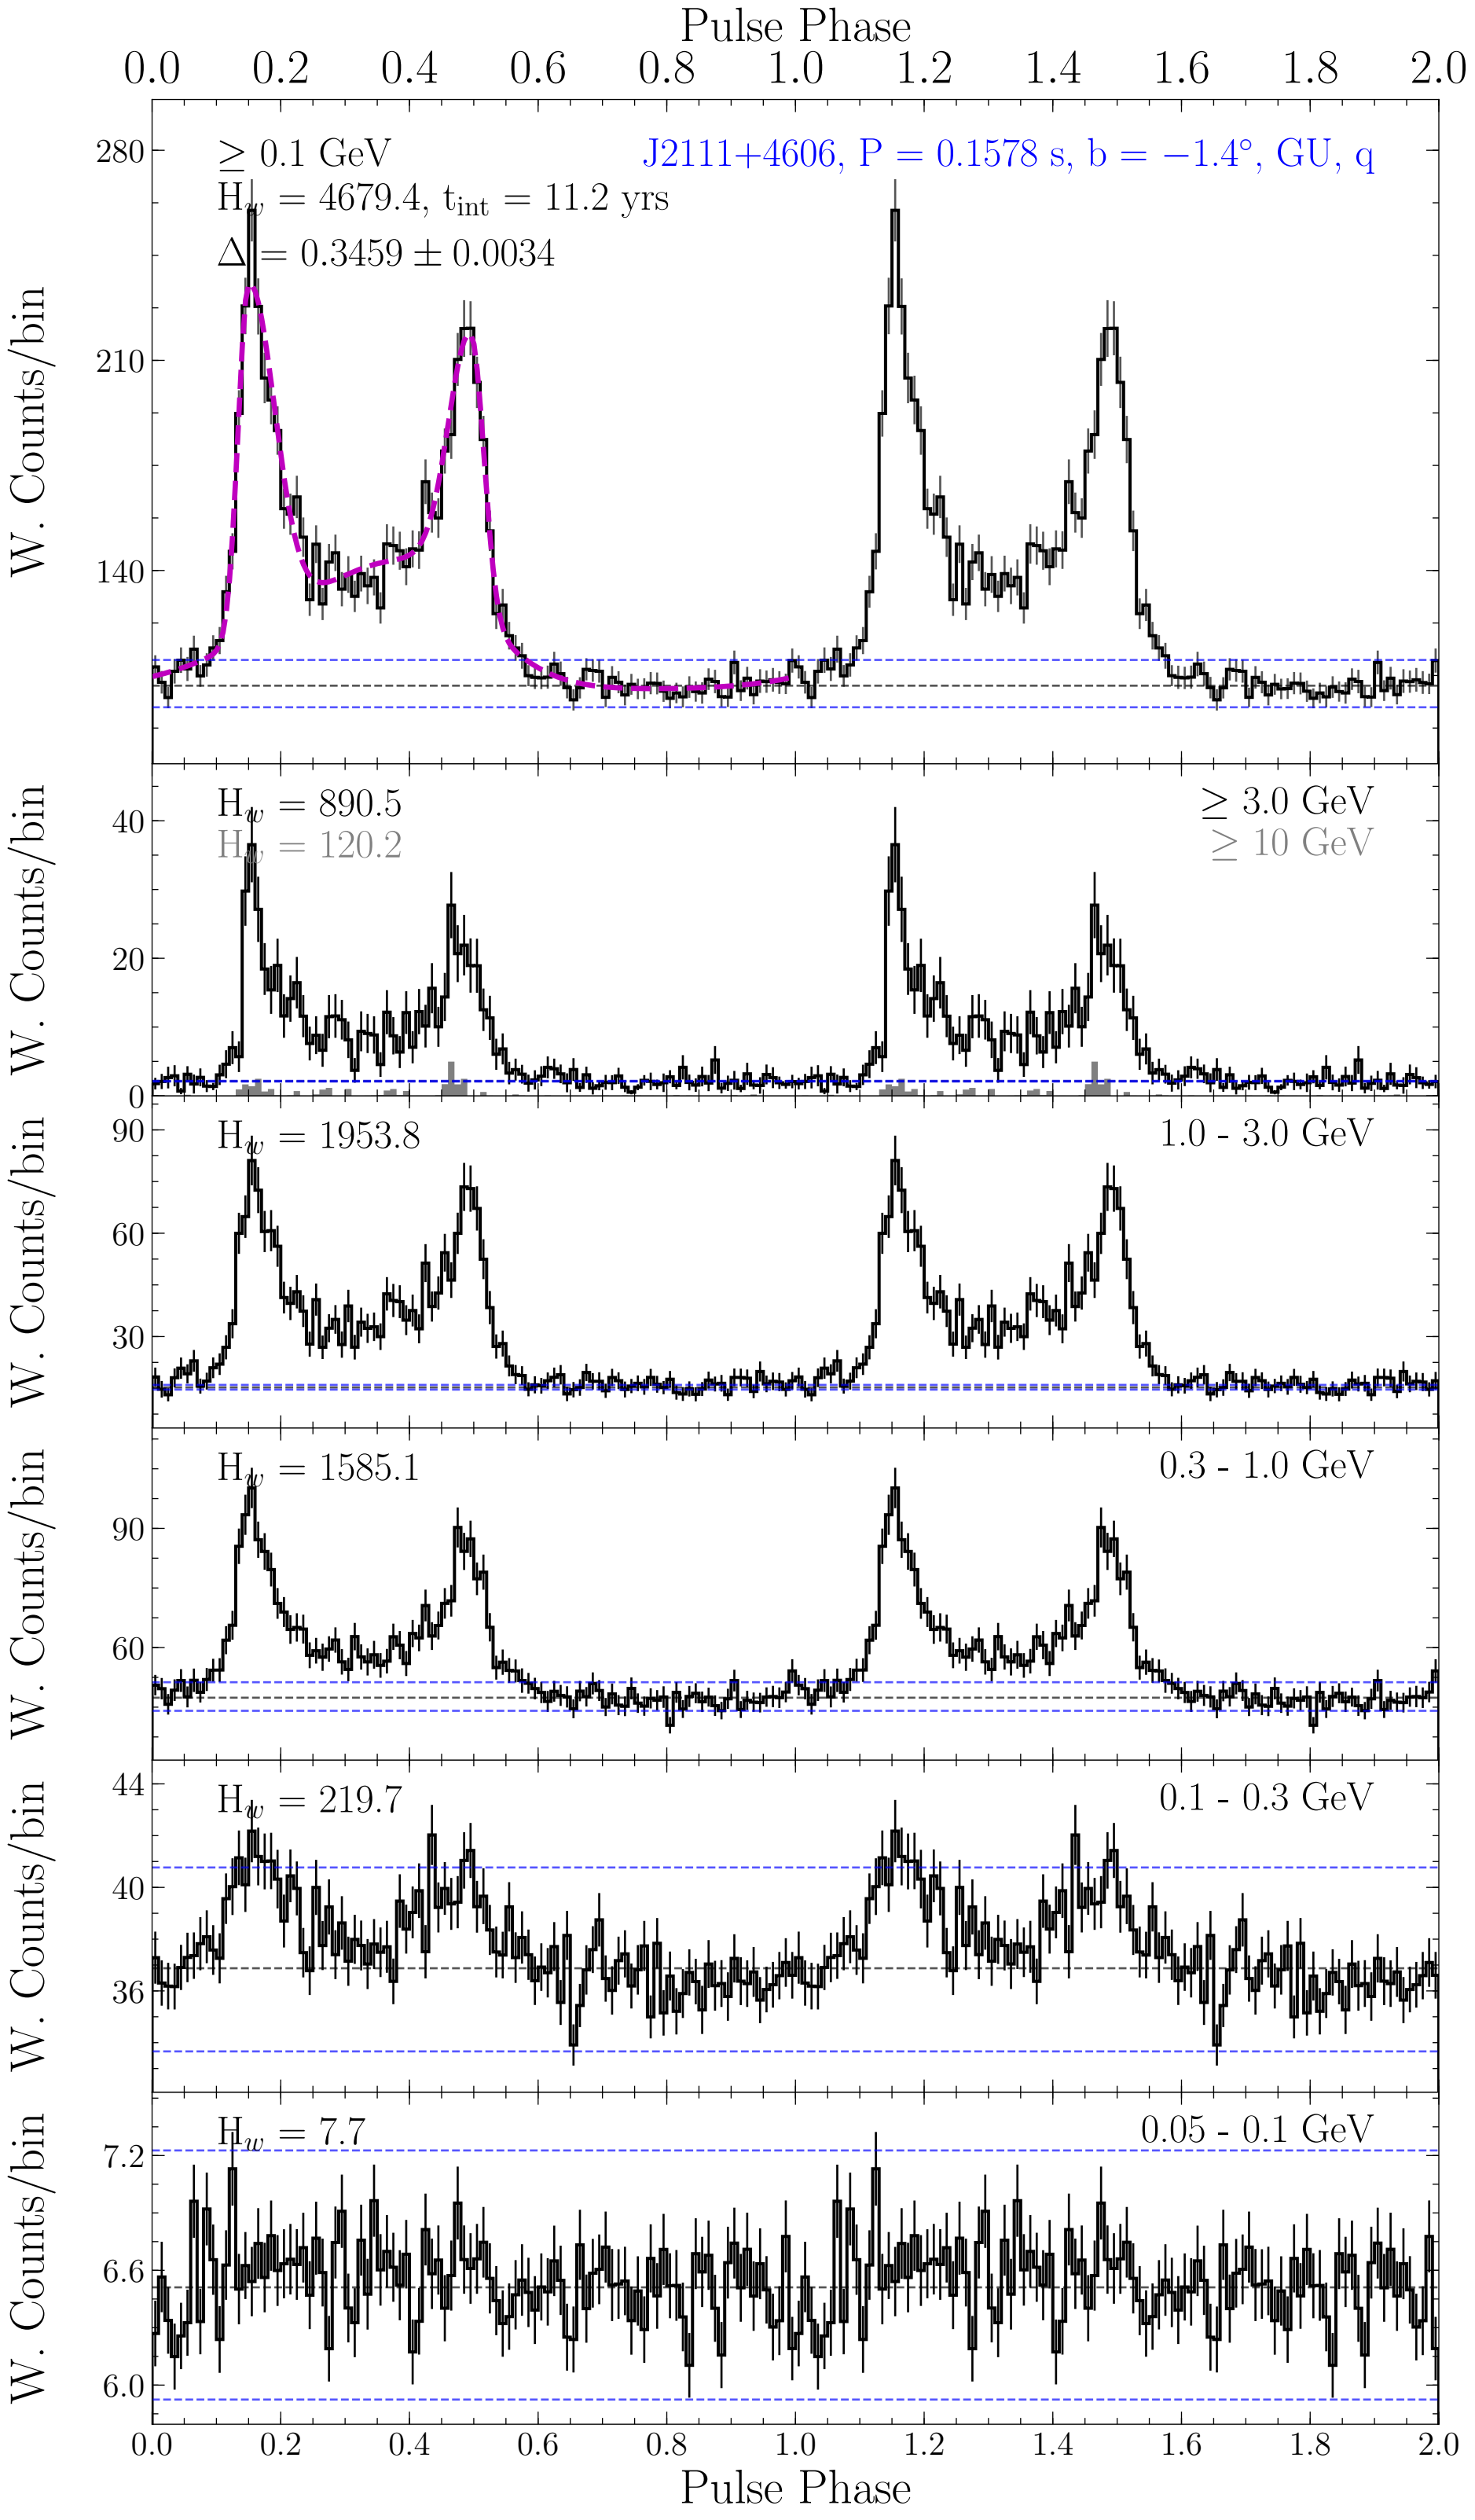 Pulse Phase
0.0 0.2 0.4 0.6 0.8 1.0 1.2 1.4 1.6 1.8 2.0
≥ 0.1 GeV
J2111+4606, P = 0.1578 s, b = −1.4°, GU, q
H_w = 4679.4, t_int = 11.2 yrs
Δ = 0.3459 ± 0.0034
280
210
140
W. Counts/bin
H_w = 890.5
≥ 3.0 GeV
H_w = 120.2
≥ 10 GeV
40
20
0
W. Counts/bin
H_w = 1953.8
1.0 - 3.0 GeV
90
60
30
W. Counts/bin
H_w = 1585.1
0.3 - 1.0 GeV
90
60
W. Counts/bin
H_w = 219.7
0.1 - 0.3 GeV
44
40
36
W. Counts/bin
H_w = 7.7
0.05 - 0.1 GeV
7.2
6.6
6.0
W. Counts/bin
0.0 0.2 0.4 0.6 0.8 1.0 1.2 1.4 1.6 1.8 2.0
Pulse Phase